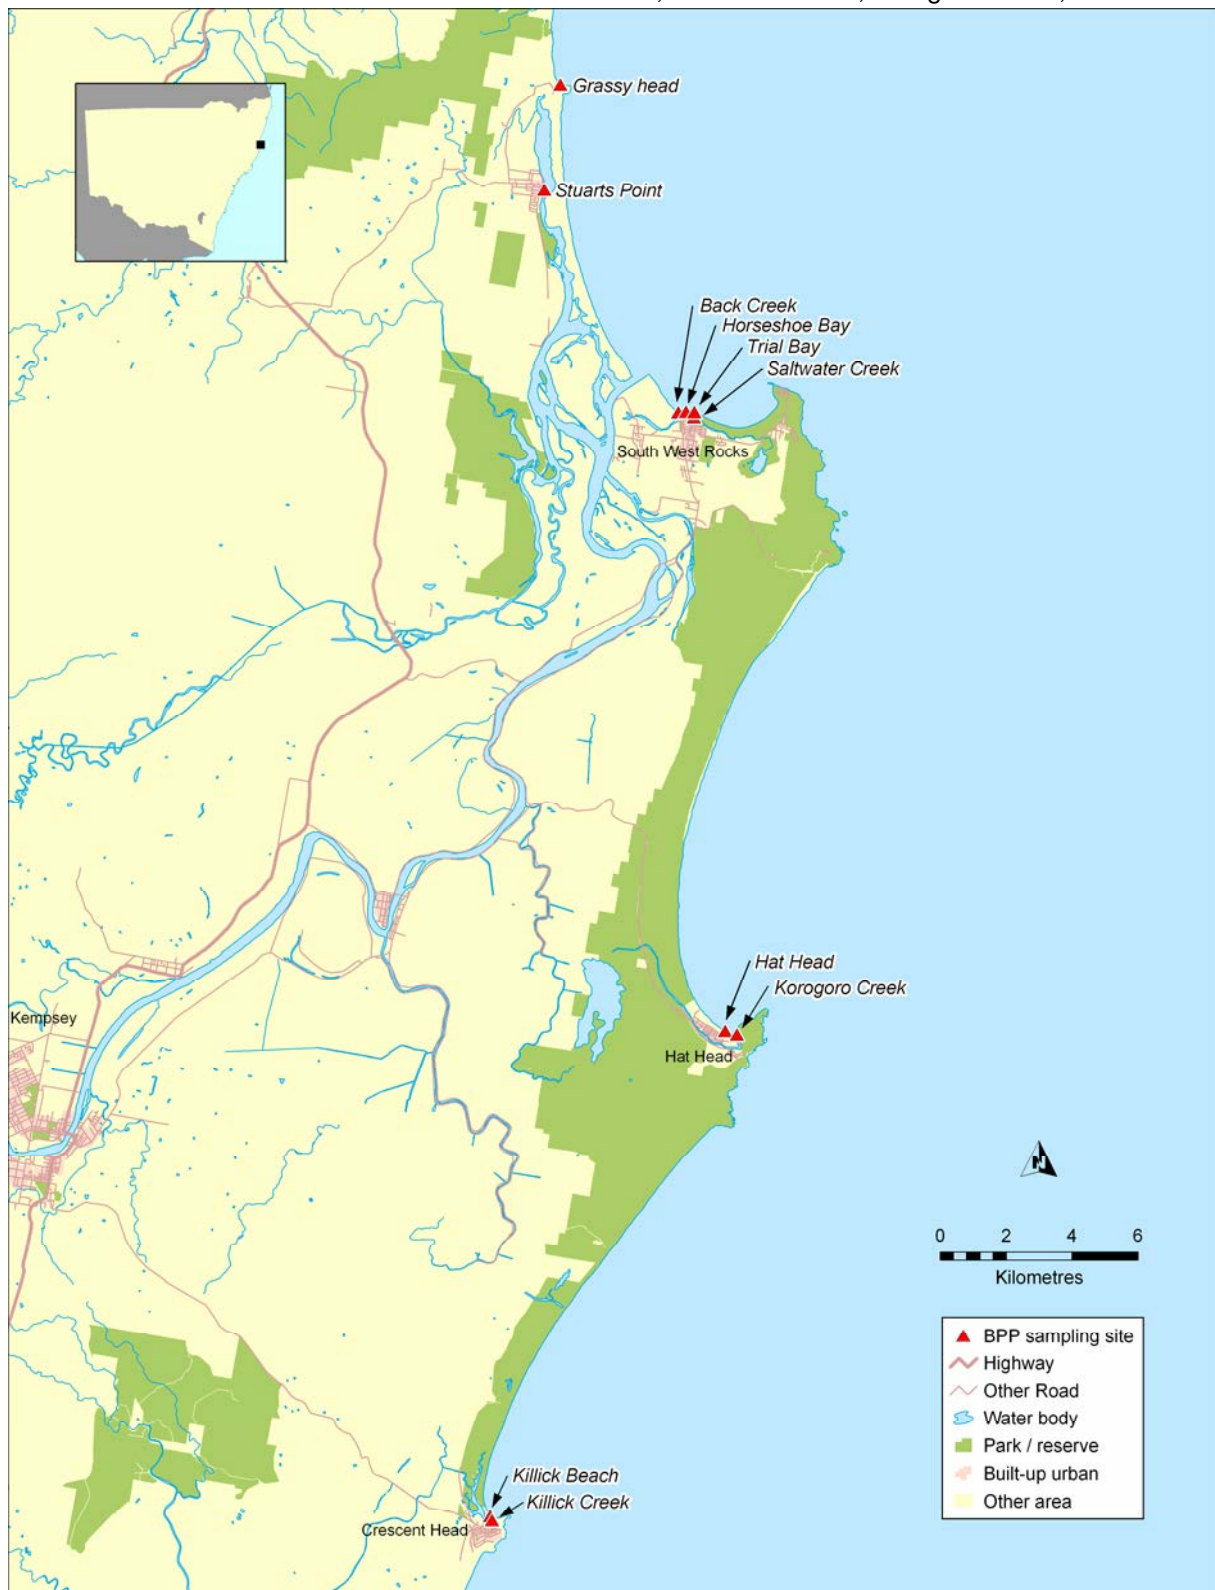 Grassy head
Stuarts Point
Back Creek
Horseshoe Bay
Trial Bay
Saltwater Creek
South West Rocks
Hat Head
Korogoro Creek
Kempsey
Hat Head
N
0 2 4 6
Kilometres
BPP sampling site
Highway
Other Road
Water body
Park / reserve
Built-up urban
Other area
Killick Beach
Killick Creek
Crescent Head